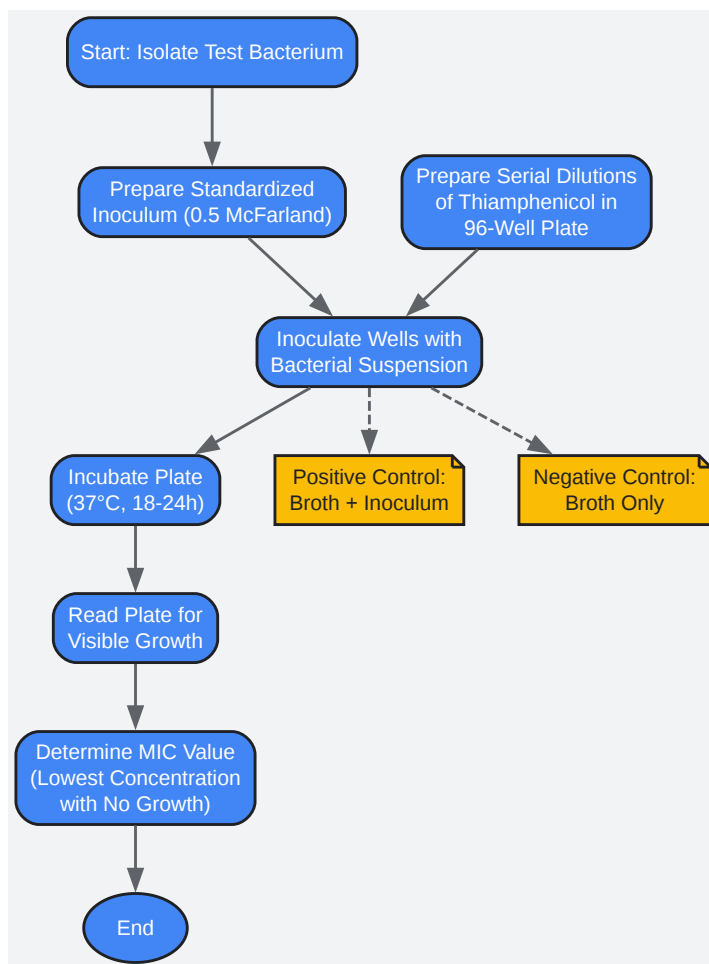 Start: Isolate Test Bacterium
Prepare Standardized
Inoculum (0.5 McFarland)
Prepare Serial Dilutions
of Thiamphenicol in
96-Well Plate
Inoculate Wells with
Bacterial Suspension
Incubate Plate
(37°C, 18-24h)
Positive Control:
Broth + Inoculum
Negative Control:
Broth Only
Read Plate for
Visible Growth
Determine MIC Value
(Lowest Concentration
with No Growth)
End